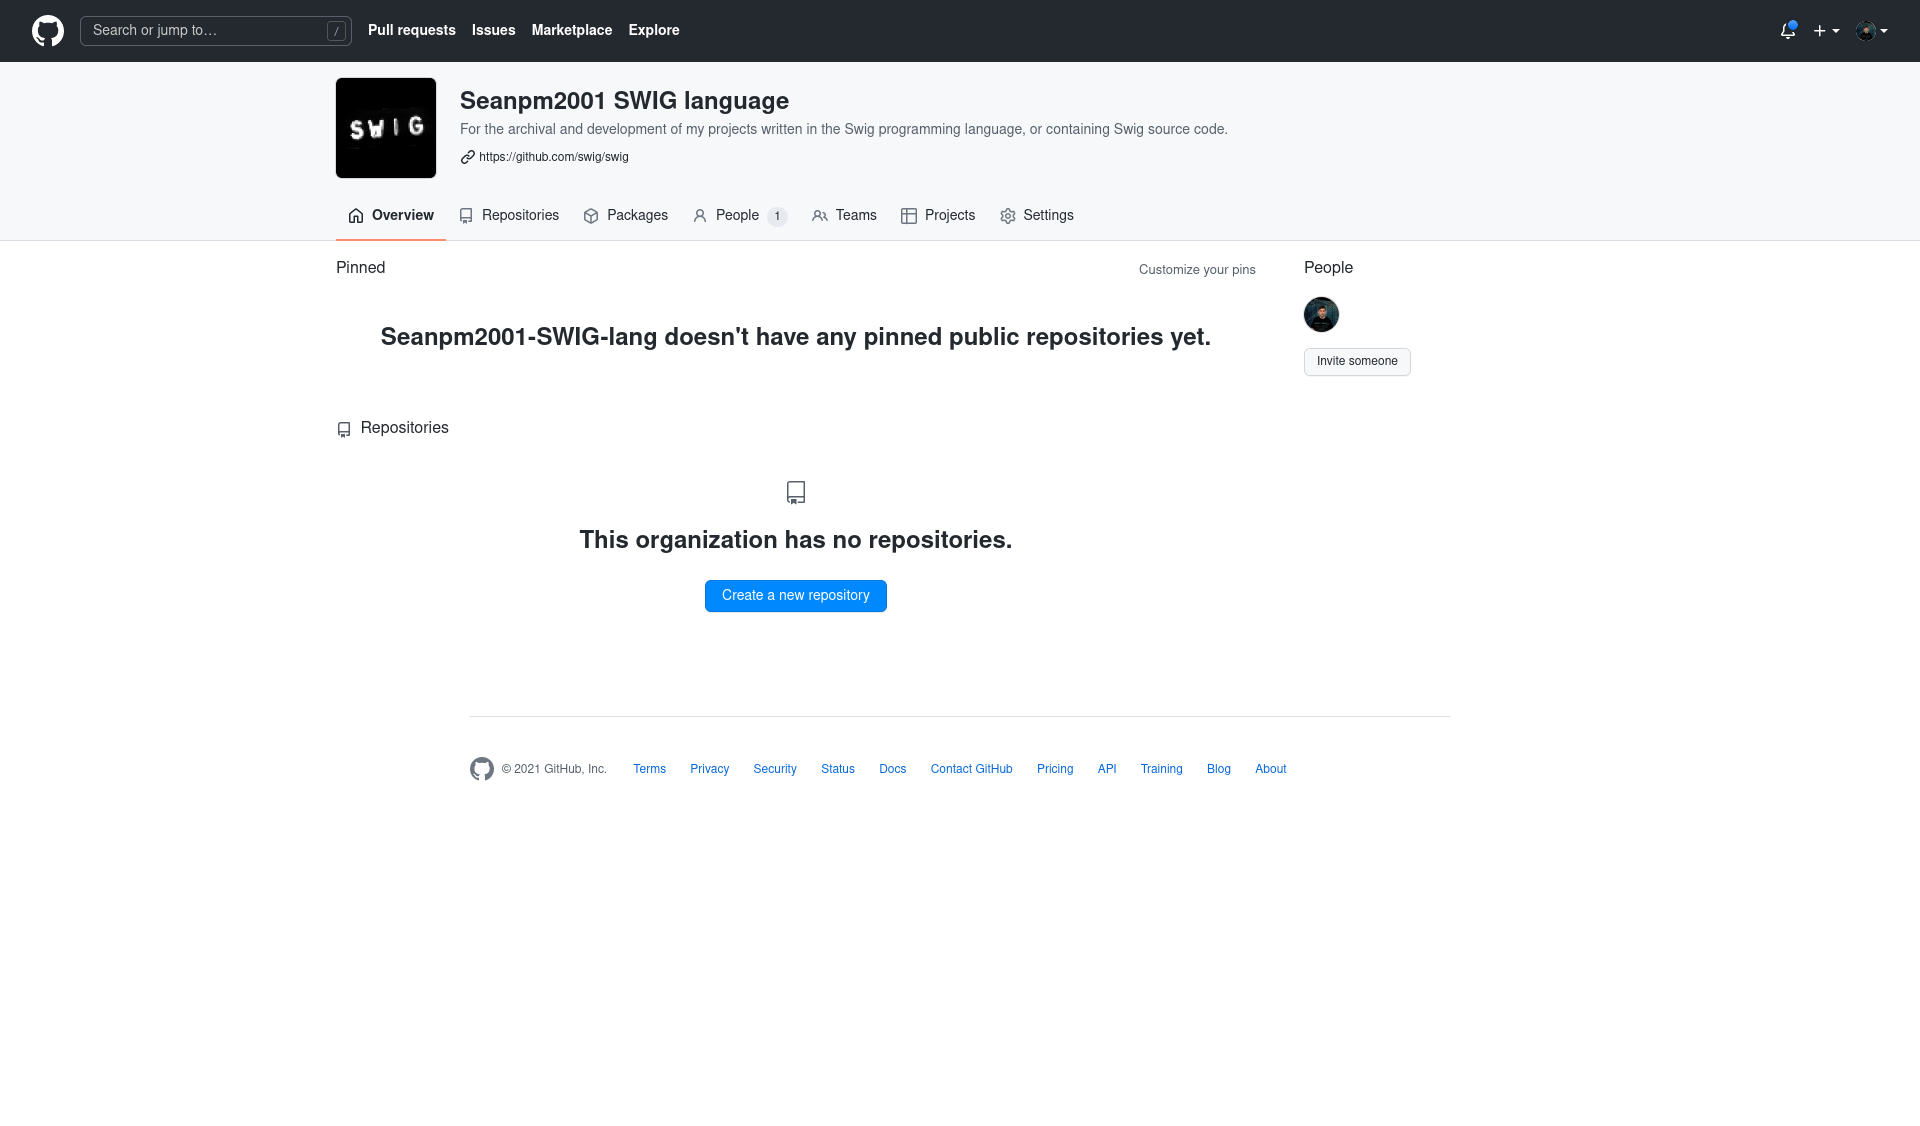 Search or jump to… /
Pull requests Issues Marketplace Explore
SWIG
Seanpm2001 SWIG language
For the archival and development of my projects written in the Swig programming language, or containing Swig source code.
https://github.com/swig/swig
Overview Repositories Packages People 1 Teams Projects Settings
Pinned
Customize your pins
People
Seanpm2001-SWIG-lang doesn't have any pinned public repositories yet.
Invite someone
Repositories
This organization has no repositories.
Create a new repository
© 2021 GitHub, Inc. Terms Privacy Security Status Docs Contact GitHub Pricing API Training Blog About